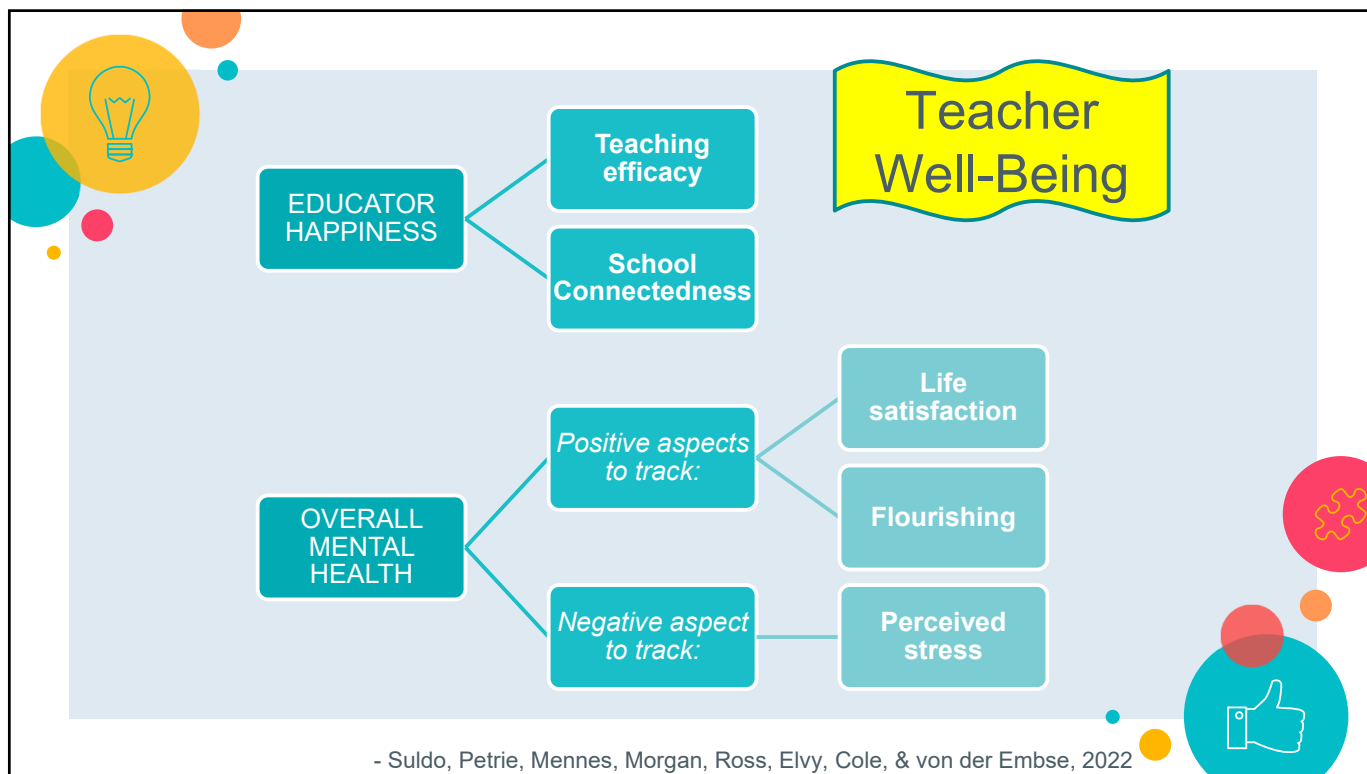 Teacher
Well-Being
EDUCATOR
HAPPINESS
Teaching
efficacy
School
Connectedness
OVERALL
MENTAL
HEALTH
Positive aspects
to track:
Life
satisfaction
Flourishing
Negative aspect
to track:
Perceived
stress
- Suldo, Petrie, Mennes, Morgan, Ross, Elvy, Cole, & von der Embse, 2022